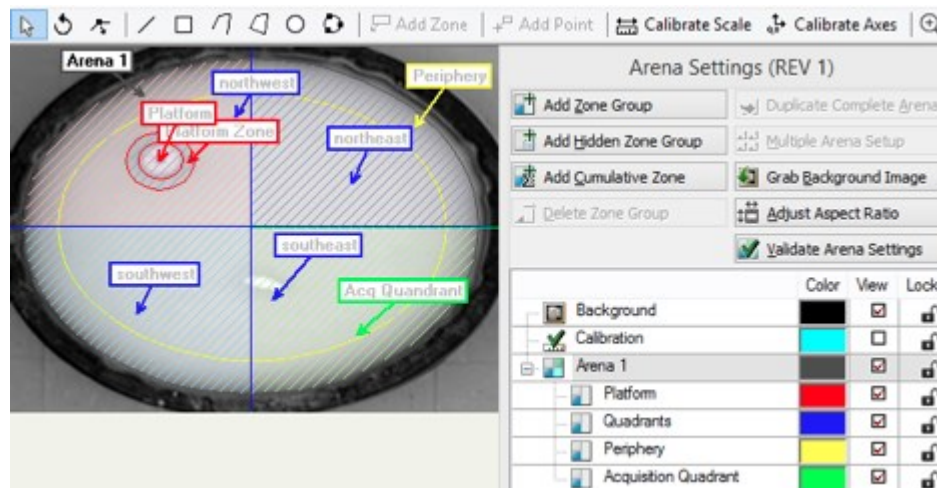 Add Zone Add Point Calibrate Scale Calibrate Axes
Arena 1
northwest
Periphery
Platform
Platform Zone
northeast
southeast
southwest
Acq Quandrant
Arena Settings (REV 1)
Add Zone Group Duplicate Complete Arena
Add Hidden Zone Group Multiple Arena Setup
Add Cumulative Zone Grab Background Image
Delete Zone Group Adjust Aspect Ratio
Validate Arena Settings
Color View Lock
Background
Calibration
Arena 1
Platform
Quadrants
Periphery
Acquisition Quadrant